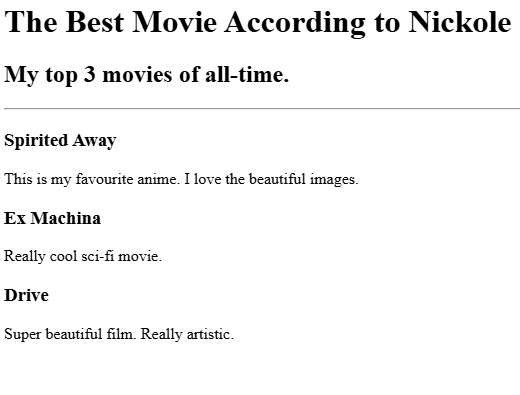 The Best Movie According to Nickole
My top 3 movies of all-time.
Spirited Away
This is my favourite anime. I love the beautiful images.
Ex Machina
Really cool sci-fi movie.
Drive
Super beautiful film. Really artistic.